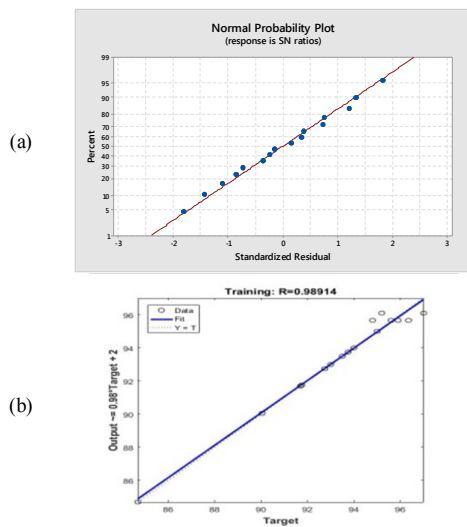 (a)
Normal Probability Plot
(response is SN ratios)
99
95
90
80
70
60
50
40
30
20
10
5
1
Percent
-3 -2 -1 0 1 2 3
Standardized Residual
(b)
Training: R=0.98914
Data
Fit
Y = T
96
94
92
90
88
86
Output ~= 0.98*Target + 2
86 88 90 92 94 96
Target